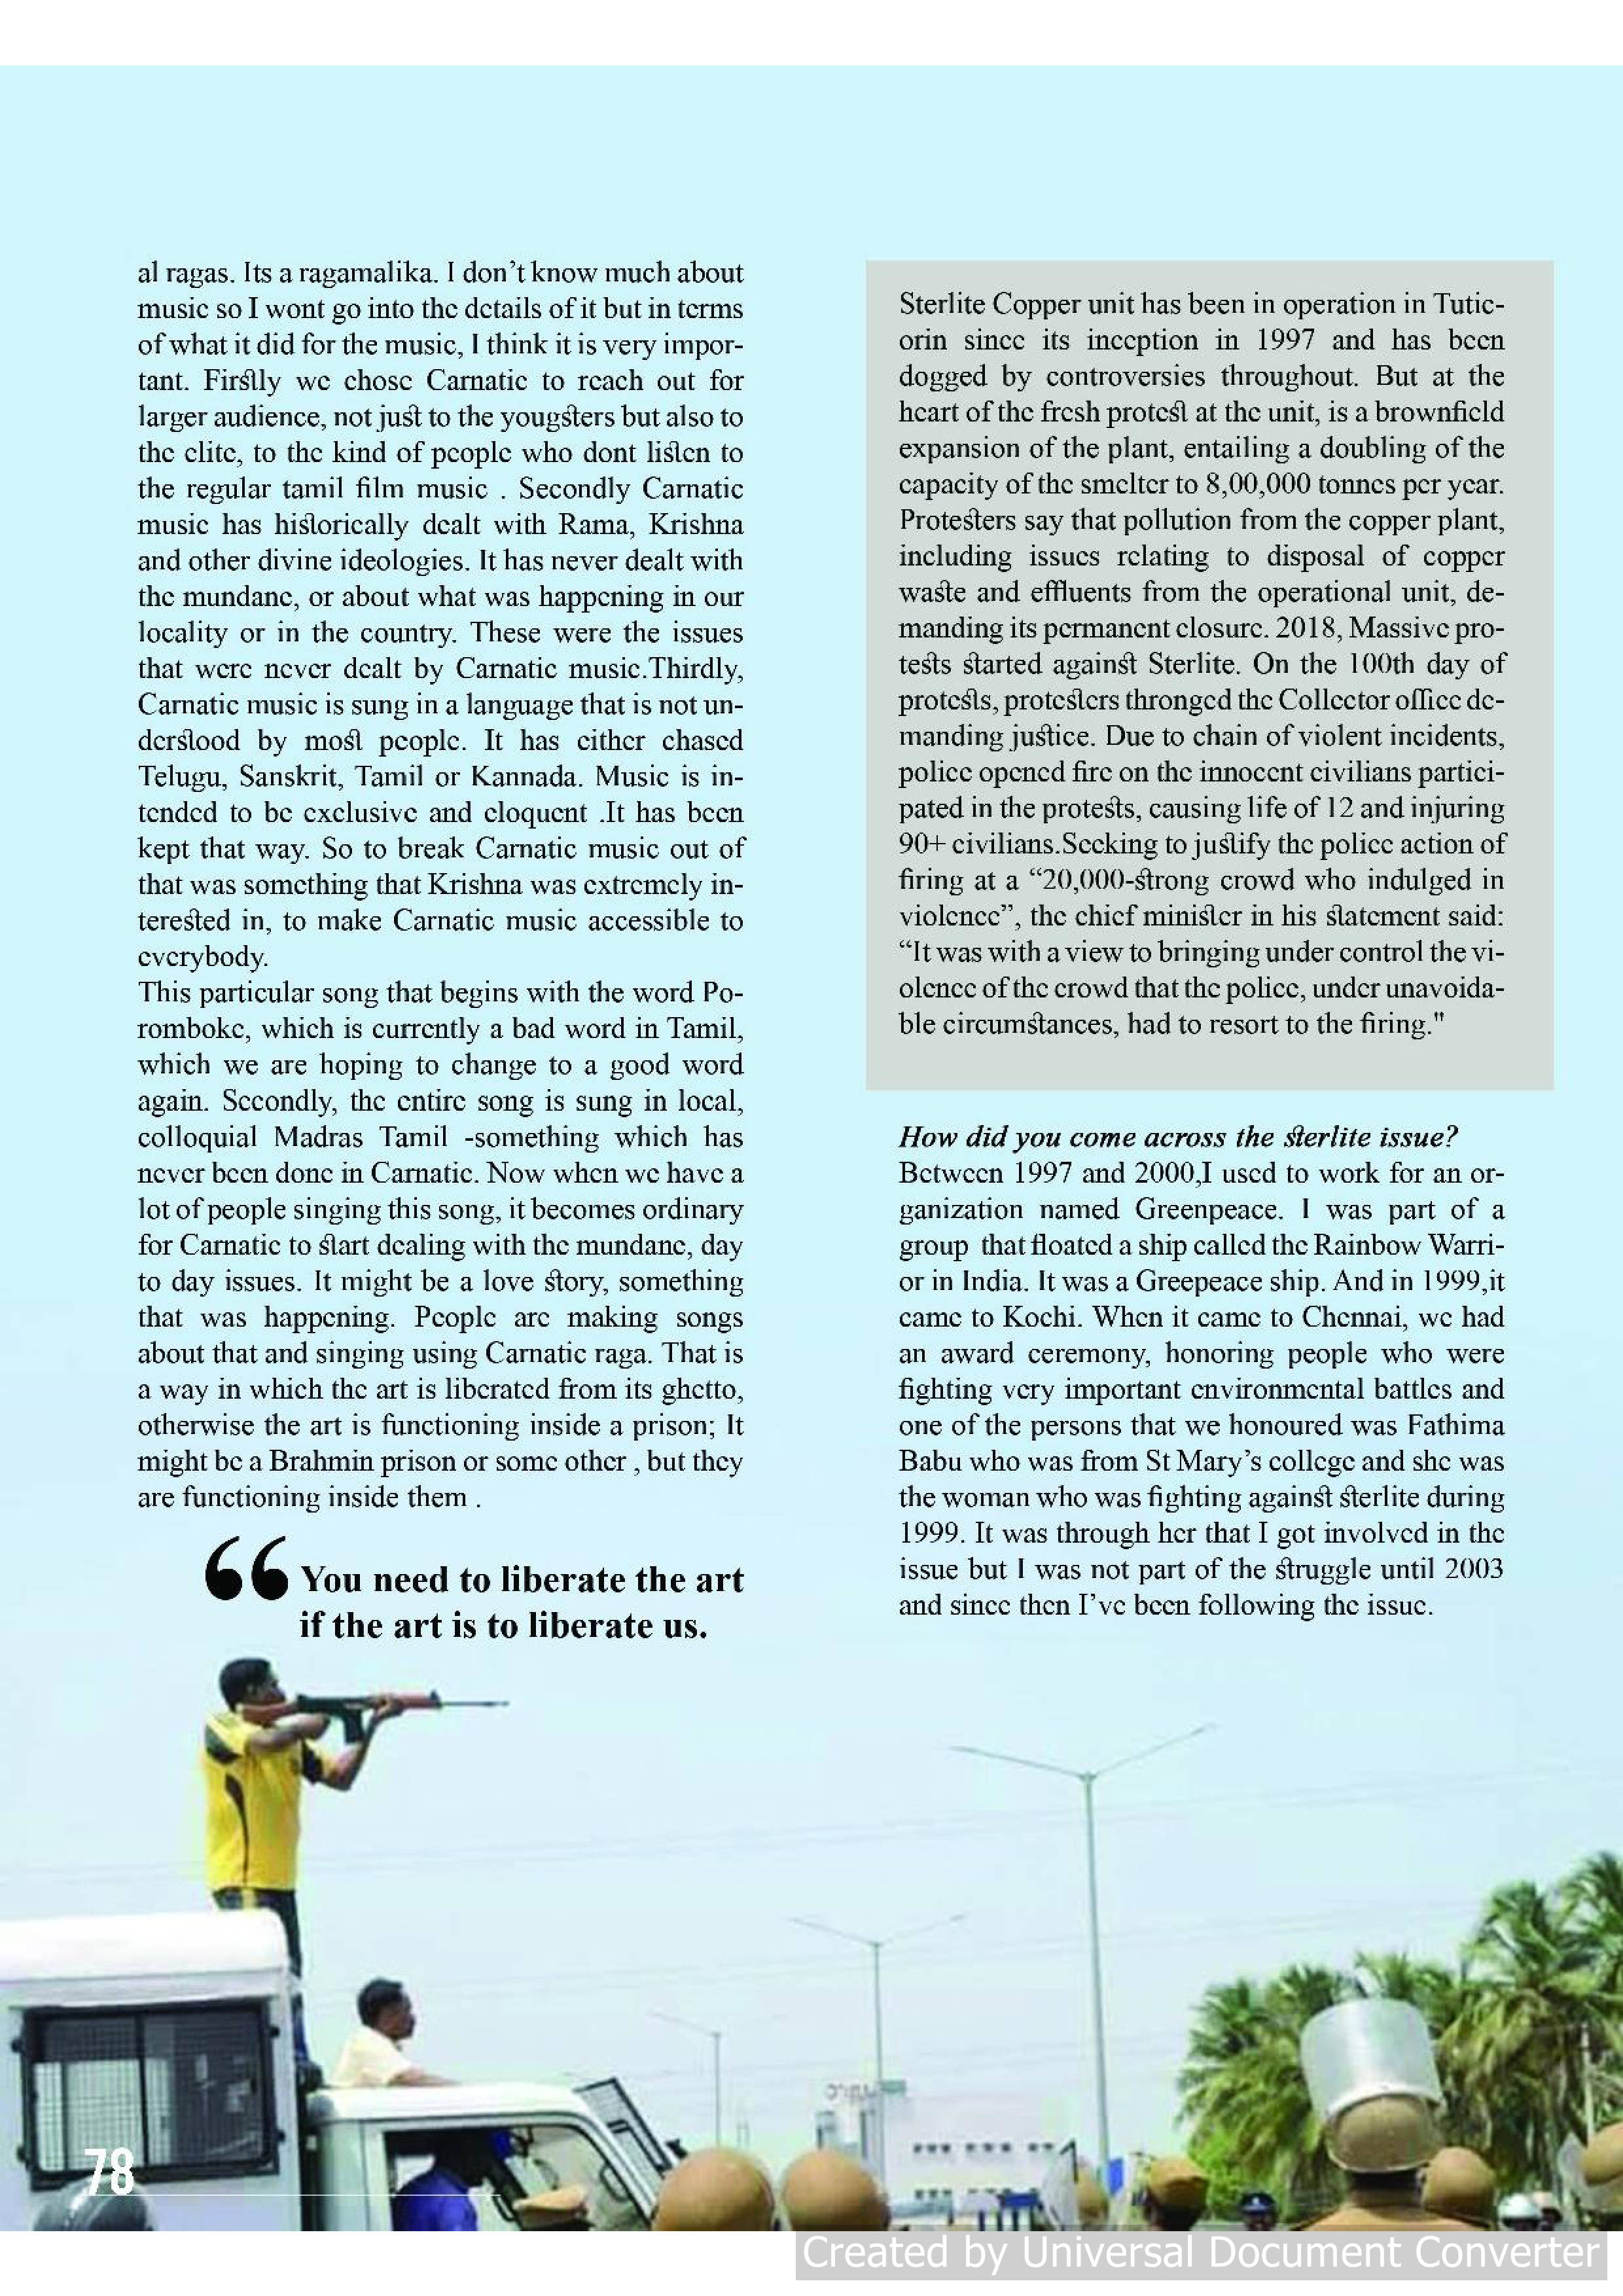 al ragas. Its a ragamalika. I don't know much about
music so I wont go into the details of it but in terms
of what it did for the music, I think it is very impor-
tant. Firstly we chose Carnatic to reach out for
larger audience, not just to the yougsters but also to
the elite, to the kind of people who dont listen to
the regular tamil film music . Secondly Carnatic
music has historically dealt with Rama, Krishna
and other divine ideologies. It has never dealt with
the mundane, or about what was happening in our
locality or in the country. These were the issues
that were never dealt by Carnatic music.Thirdly,
Carnatic music is sung in a language that is not un-
derstood by most people. It has either chased
Telugu, Sanskrit, Tamil or Kannada. Music is in-
tended to be exclusive and eloquent .It has been
kept that way. So to break Carnatic music out of
that was something that Krishna was extremely in-
terested in, to make Carnatic music accessible to
everybody.
This particular song that begins with the word Po-
romboke, which is currently a bad word in Tamil,
which we are hoping to change to a good word
again. Secondly, the entire song is sung in local,
colloquial Madras Tamil -something which has
never been done in Carnatic. Now when we have a
lot of people singing this song, it becomes ordinary
for Carnatic to start dealing with the mundane, day
to day issues. It might be a love story, something
that was happening. People are making songs
about that and singing using Carnatic raga. That is
a way in which the art is liberated from its ghetto,
otherwise the art is functioning inside a prison; It
might be a Brahmin prison or some other , but they
are functioning inside them .
“ You need to liberate the art
if the art is to liberate us.
Sterlite Copper unit has been in operation in Tutic-
orin since its inception in 1997 and has been
dogged by controversies throughout. But at the
heart of the fresh protest at the unit, is a brownfield
expansion of the plant, entailing a doubling of the
capacity of the smelter to 8,00,000 tonnes per year.
Protesters say that pollution from the copper plant,
including issues relating to disposal of copper
waste and effluents from the operational unit, de-
manding its permanent closure. 2018, Massive pro-
tests started against Sterlite. On the 100th day of
protests, protesters thronged the Collector office de-
manding justice. Due to chain of violent incidents,
police opened fire on the innocent civilians partici-
pated in the protests, causing life of 12 and injuring
90+ civilians.Seeking to justify the police action of
firing at a “20,000-strong crowd who indulged in
violence”, the chief minister in his statement said:
“It was with a view to bringing under control the vi-
olence of the crowd that the police, under unavoida-
ble circumstances, had to resort to the firing."
How did you come across the sterlite issue?
Between 1997 and 2000,I used to work for an or-
ganization named Greenpeace. I was part of a
group that floated a ship called the Rainbow Warri-
or in India. It was a Greepeace ship. And in 1999,it
came to Kochi. When it came to Chennai, we had
an award ceremony, honoring people who were
fighting very important environmental battles and
one of the persons that we honoured was Fathima
Babu who was from St Mary's college and she was
the woman who was fighting against sterlite during
1999. It was through her that I got involved in the
issue but I was not part of the struggle until 2003
and since then I've been following the issue.
78
Created by Universal Document Converter